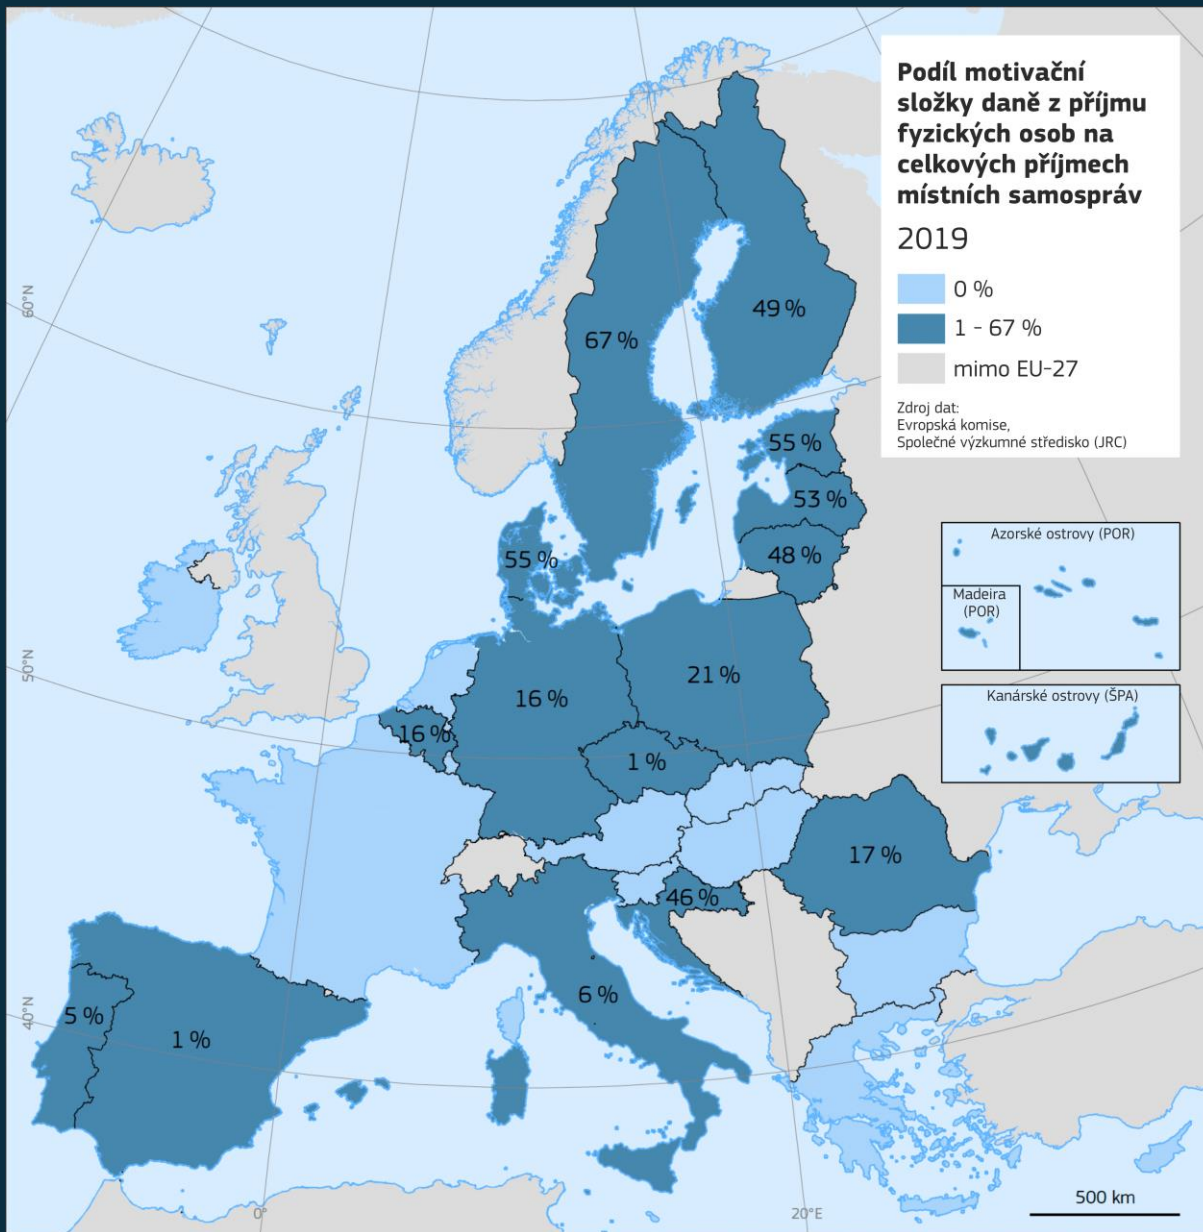 Podíl motivační
složky daně z příjmu
fyzických osob na
celkových příjmech
místních samospráv
2019
0 %
1 - 67 %
mimo EU-27
Zdroj dat:
Evropská komise,
Společné výzkumné středisko (JRC)
60°N
49 %
67 %
55 %
53 %
48 %
55 %
Azorské ostrovy (POR)
Madeira
(POR)
50°N
21 %
16 %
Kanárské ostrovy (ŠPA)
16 %
1 %
17 %
46 %
40°N
5 %
6 %
1 %
500 km
0°
20°E